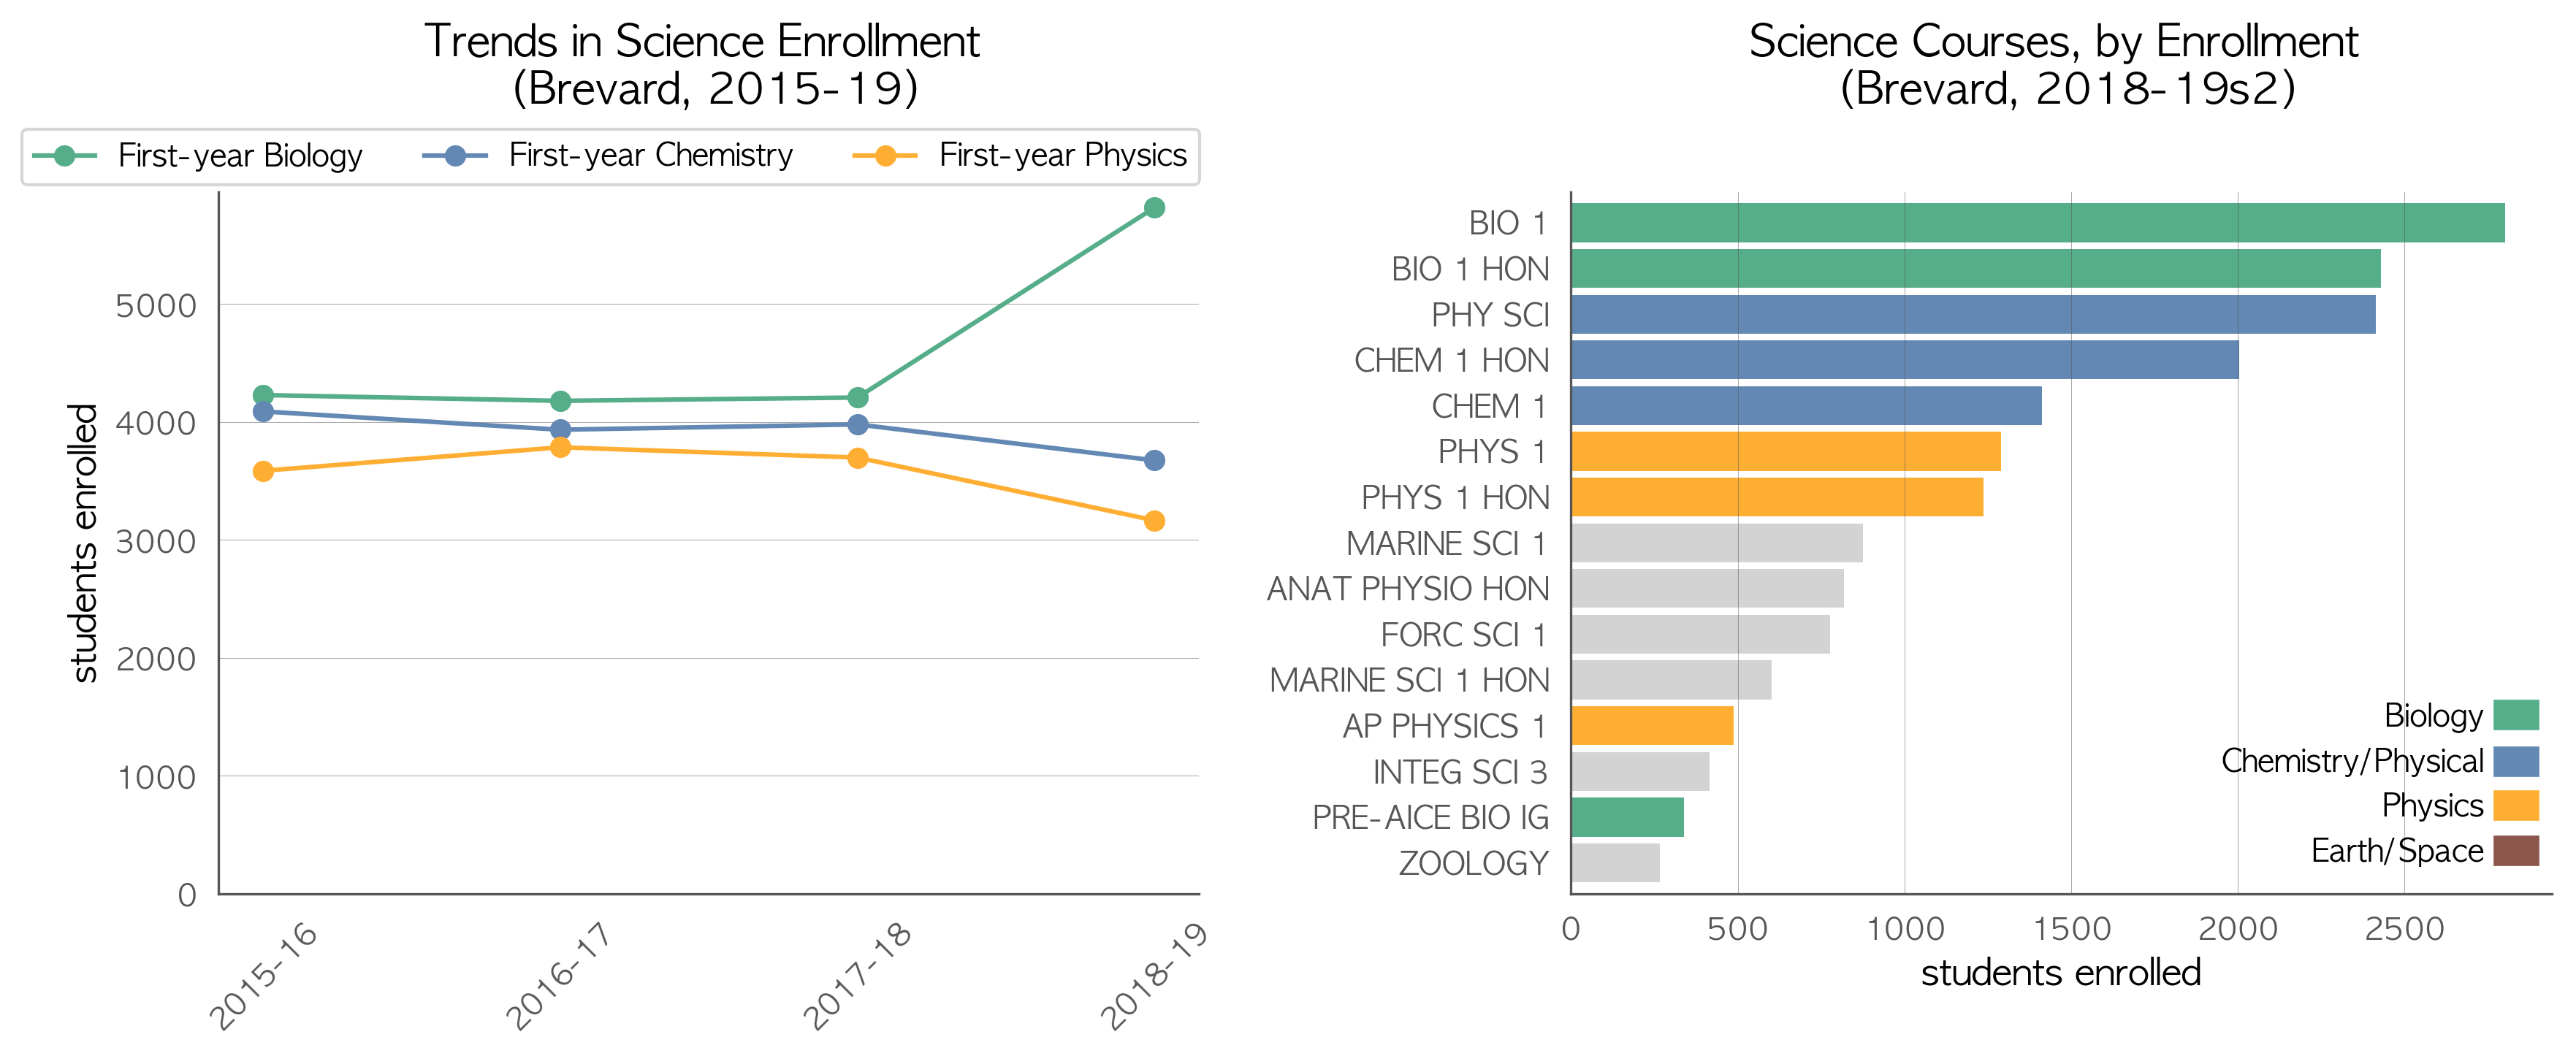 Trends in Science Enrollment
(Brevard, 2015-19)
First-year Biology
First-year Chemistry
First-year Physics
5000
4000
3000
2000
1000
0
students enrolled
2015-16
2016-17
2017-18
2018-19
Science Courses, by Enrollment
(Brevard, 2018-19s2)
BIO 1
BIO 1 HON
PHY SCI
CHEM 1 HON
CHEM 1
PHYS 1
PHYS 1 HON
MARINE SCI 1
ANAT PHYSIO HON
FORC SCI 1
MARINE SCI 1 HON
AP PHYSICS 1
INTEG SCI 3
PRE-AICE BIO IG
ZOOLOGY
Biology
Chemistry/Physical
Physics
Earth/Space
0
500
1000
1500
2000
2500
students enrolled